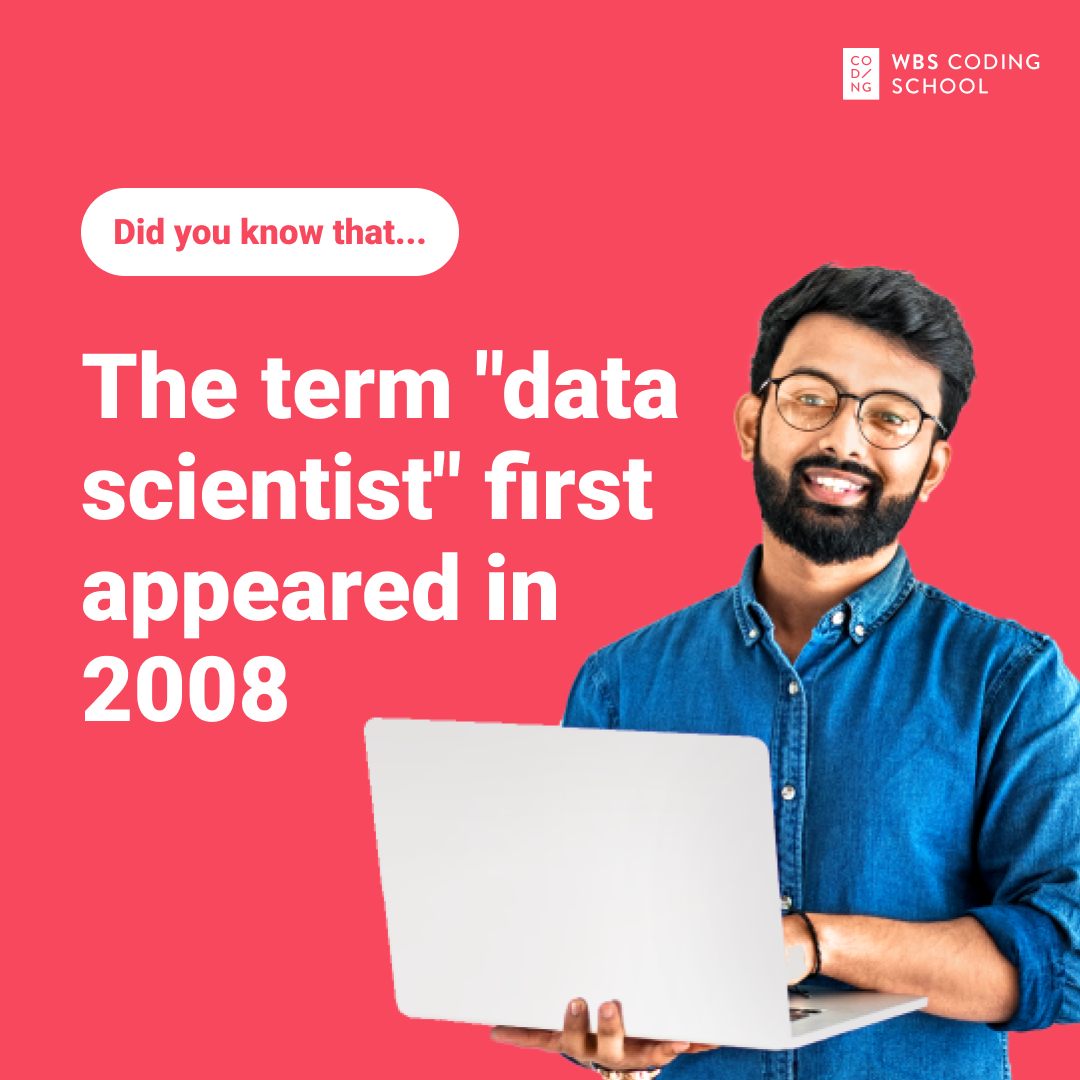 CO
D/
NG
WBS CODING
SCHOOL
Did you know that...
The term "data
scientist" first
appeared in
2008